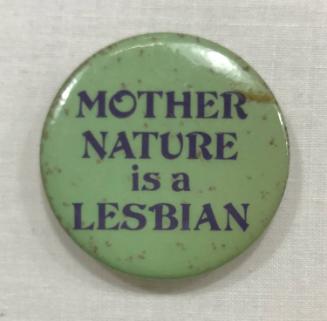 MOTHER
NATURE
is a
LESBIAN